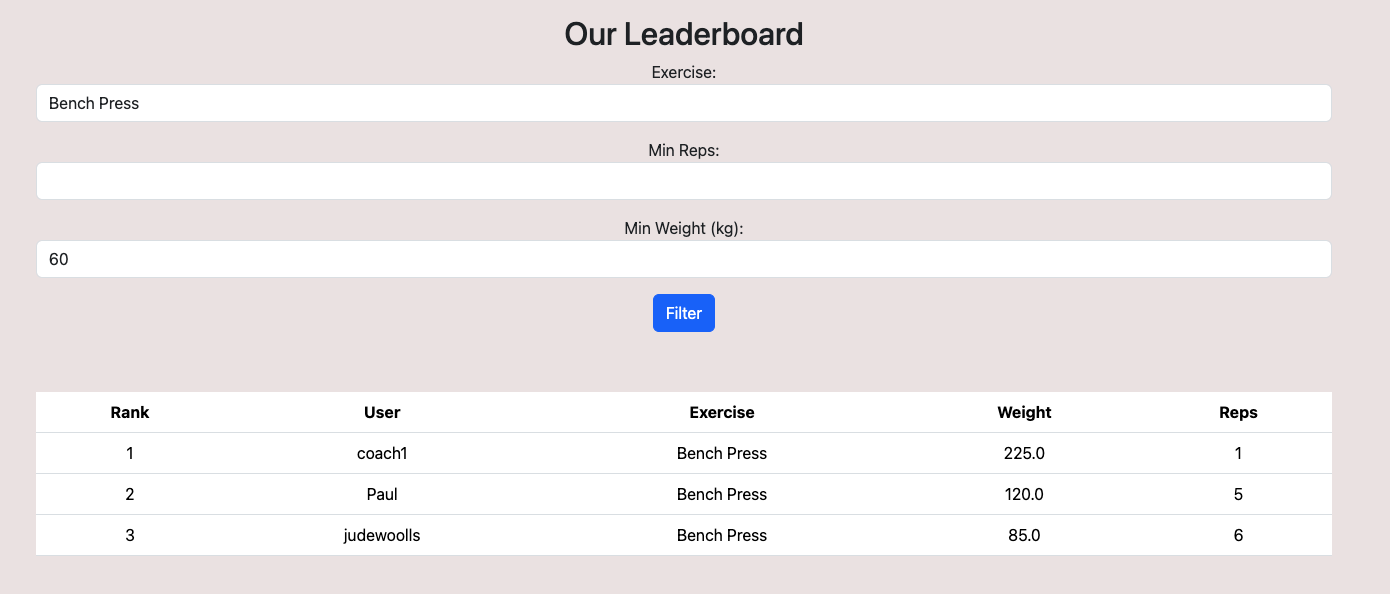 Our Leaderboard
Exercise:
Bench Press
Min Reps:
Min Weight (kg):
60
Filter
Rank User Exercise Weight Reps
1 coach1 Bench Press 225.0 1
2 Paul Bench Press 120.0 5
3 judewoolls Bench Press 85.0 6